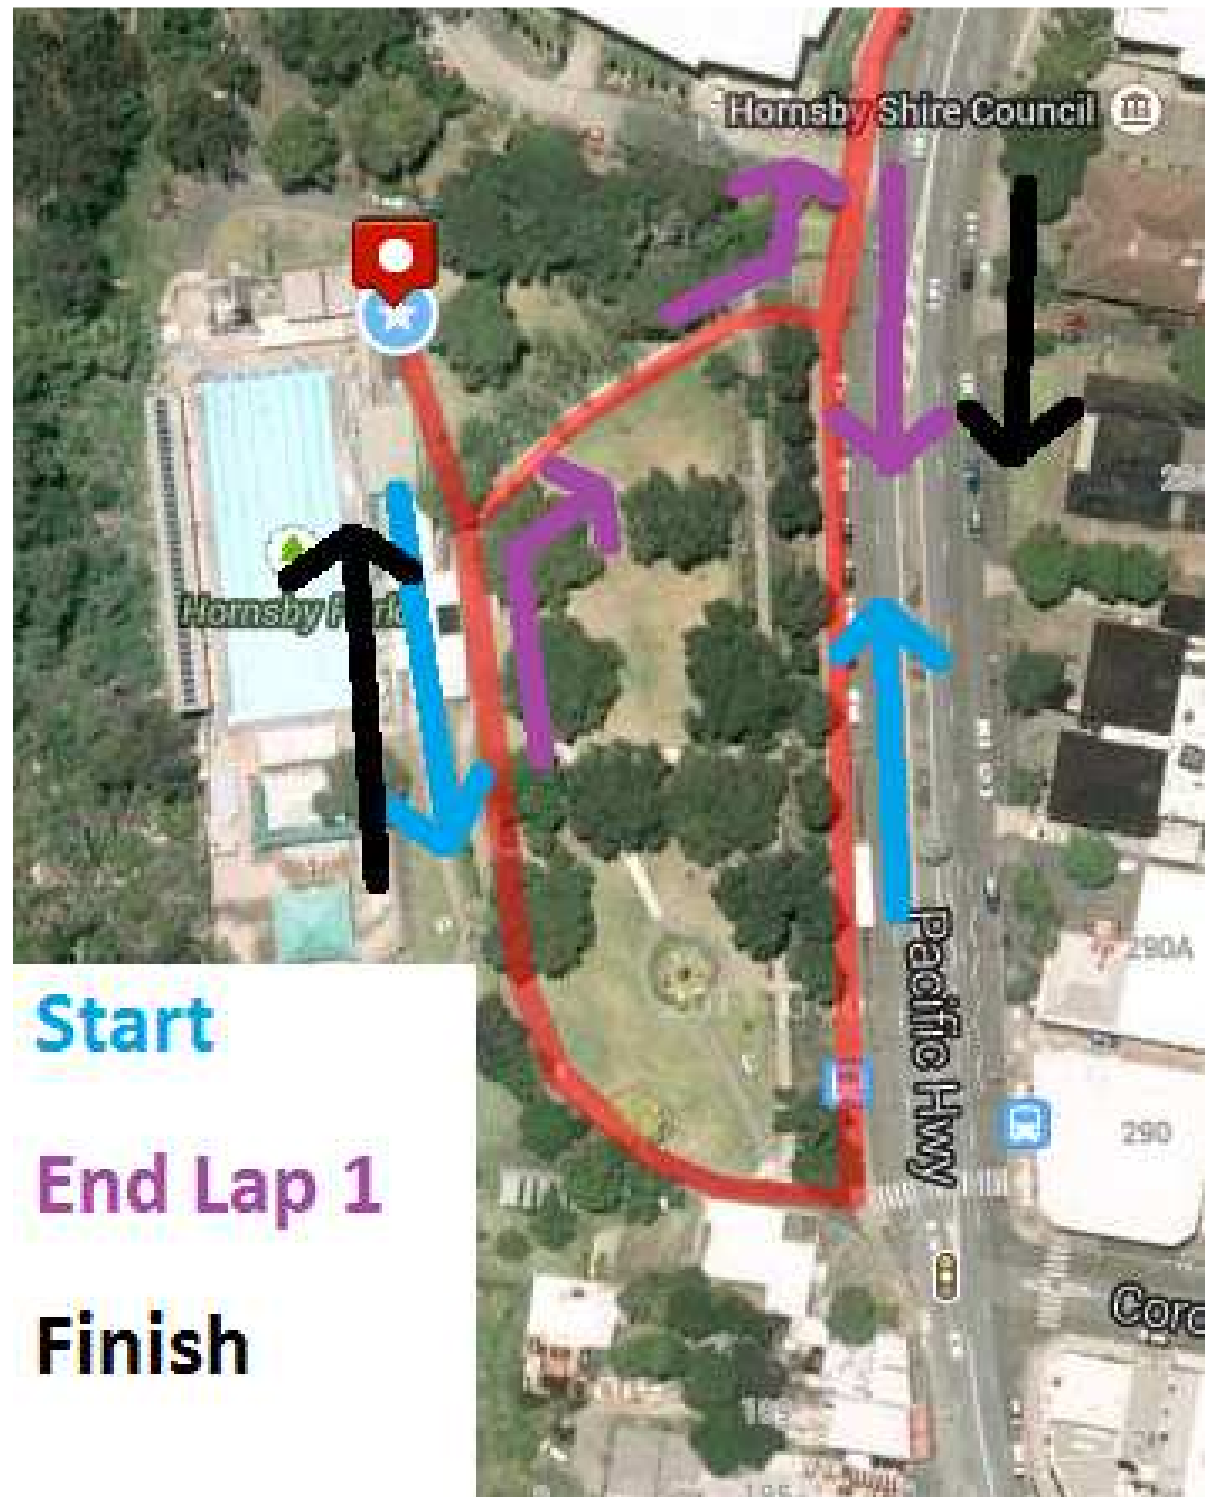 Hornsby Shire Council
Hornsby Park
290A
Pacific Hwy
290
Start
End Lap 1
Finish